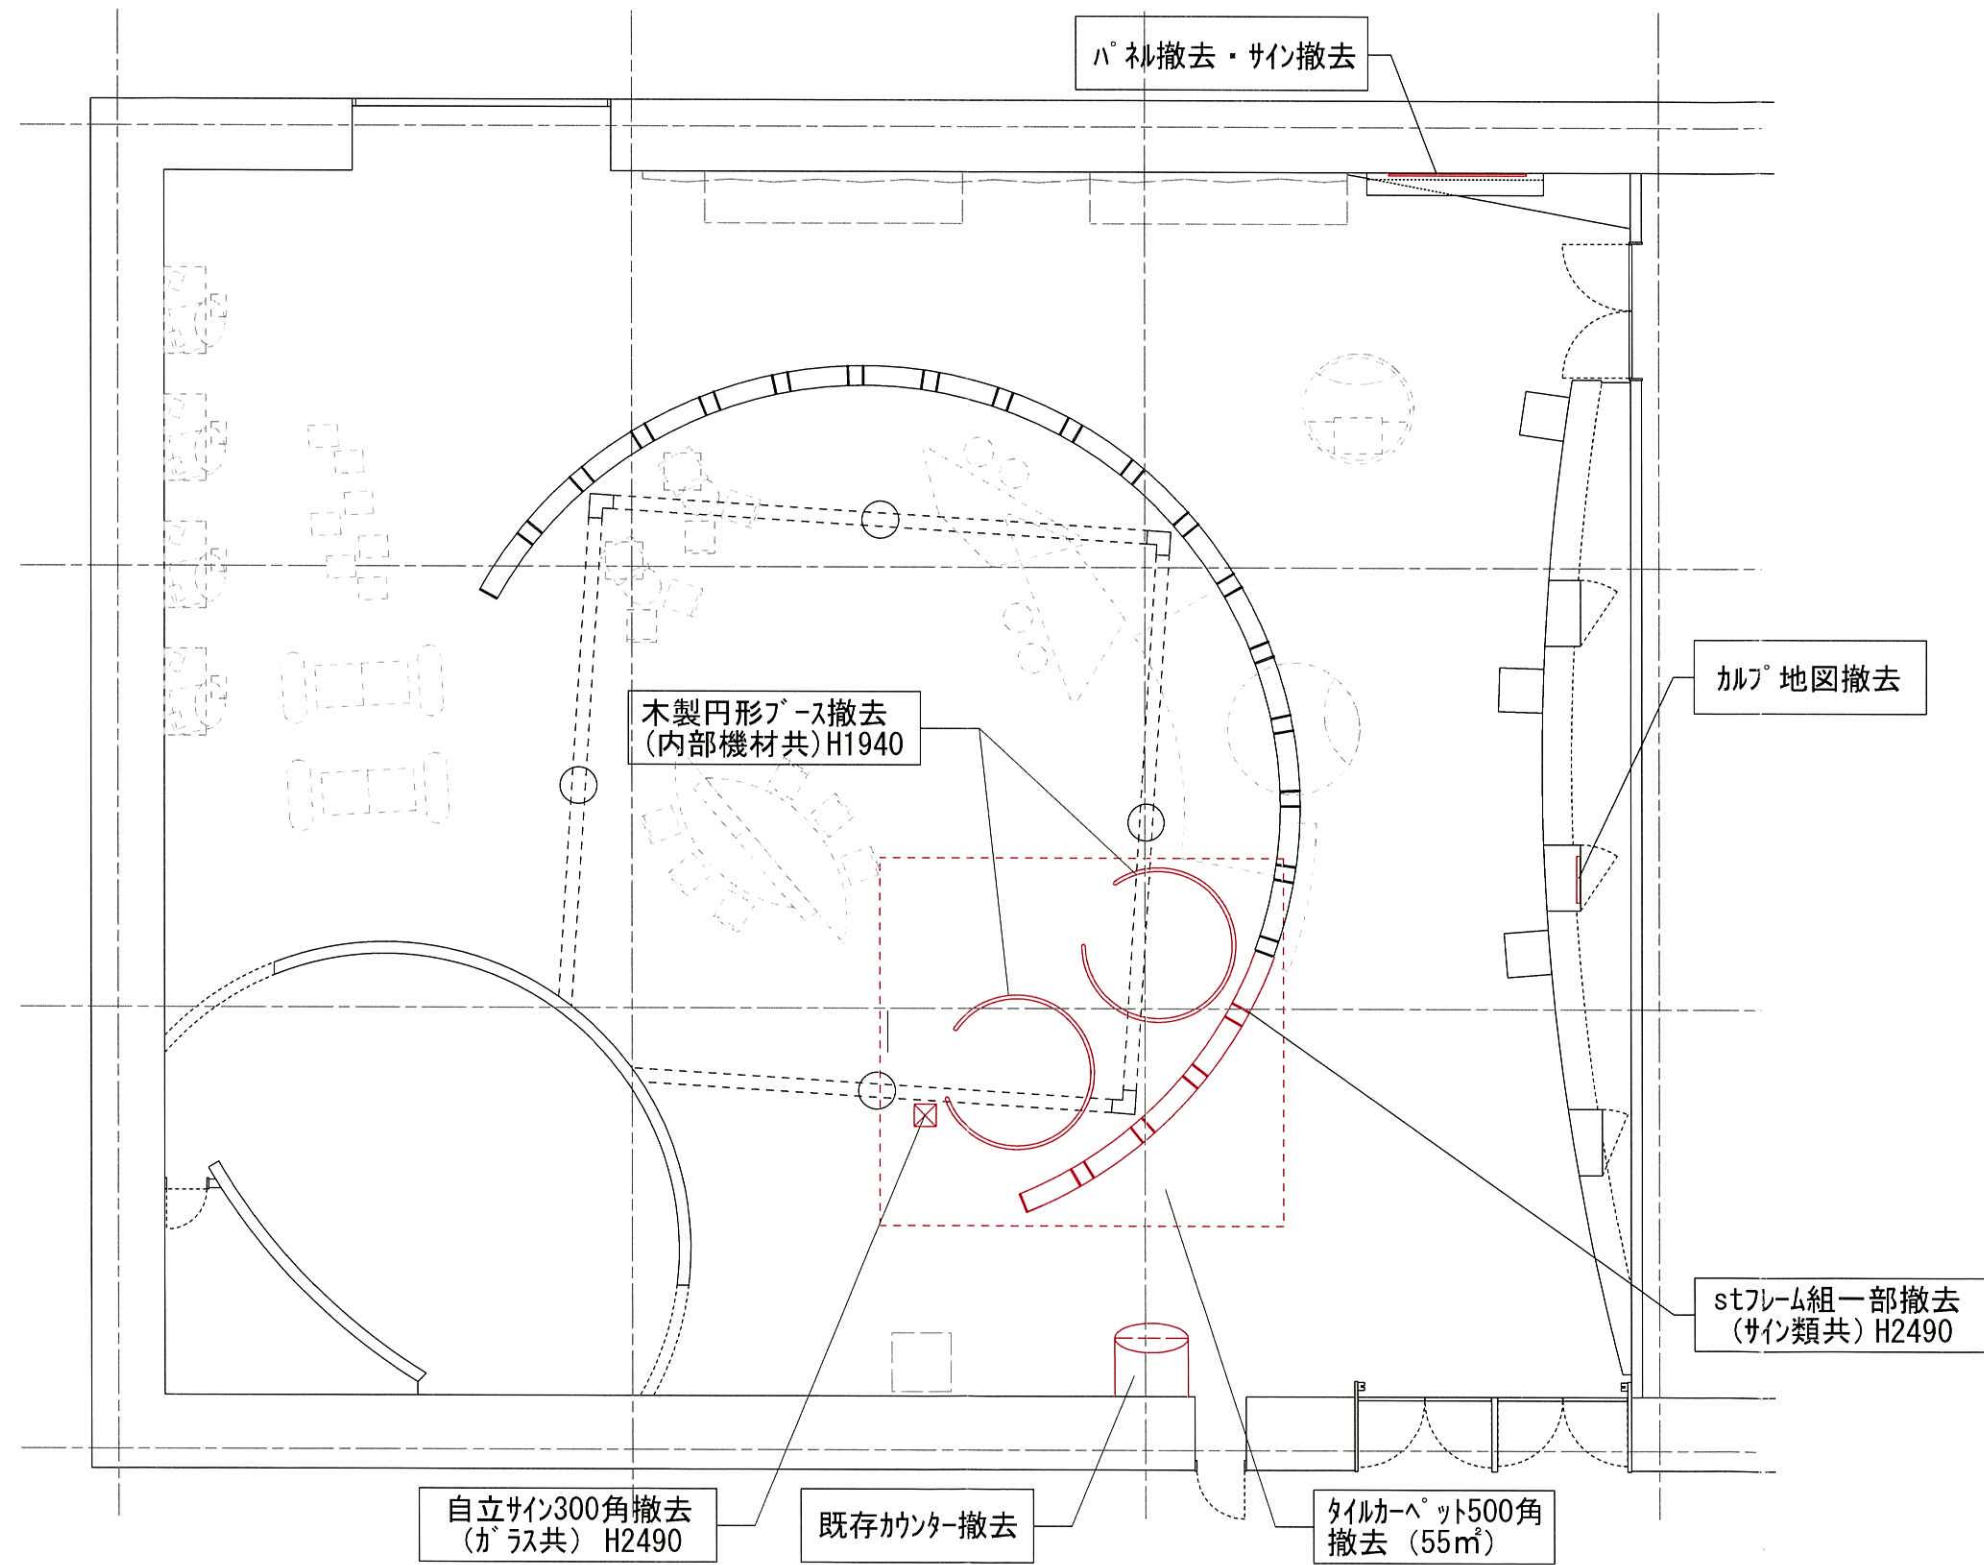 ﾊﾟﾈﾙ撤去・ｻｲﾝ撤去
木製円形ﾌﾞｰｽ撤去
(内部機材共)H1940
ｶﾙﾌﾟ地図撤去
stﾌﾚｰﾑ組一部撤去
(ｻｲﾝ類共)H2490
自立ｻｲﾝ300角撤去
(ｶﾞﾗｽ共) H2490
既存ｶｳﾝﾀｰ撤去
ﾀｲﾙｶｰﾍﾟｯﾄ500角
撤去 (55㎡)